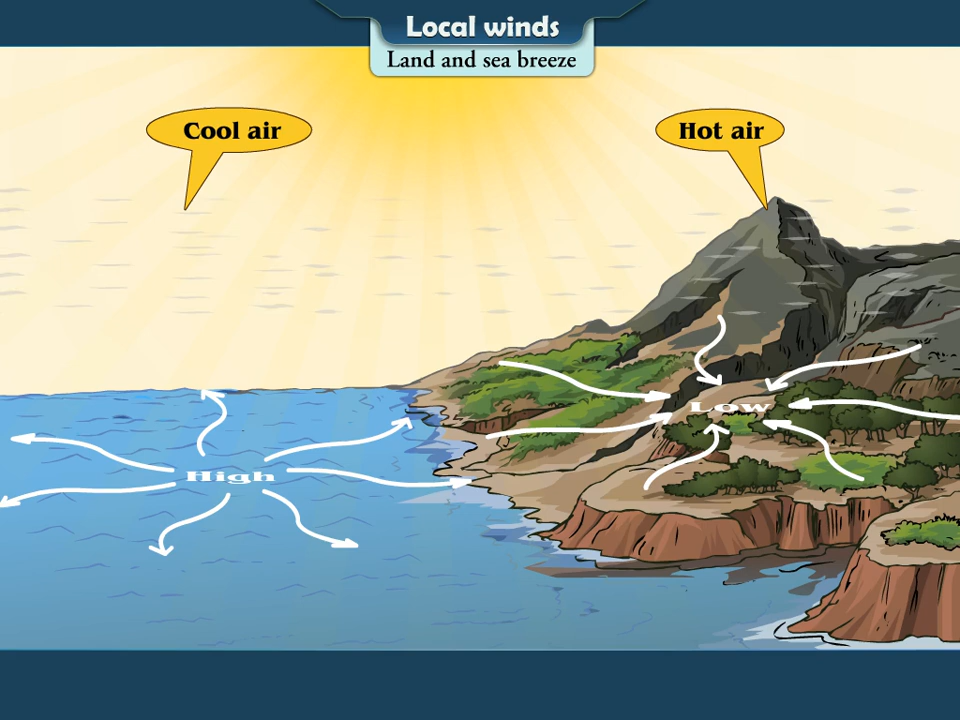 Local winds
Land and sea breeze
Cool air
Hot air
Low
High